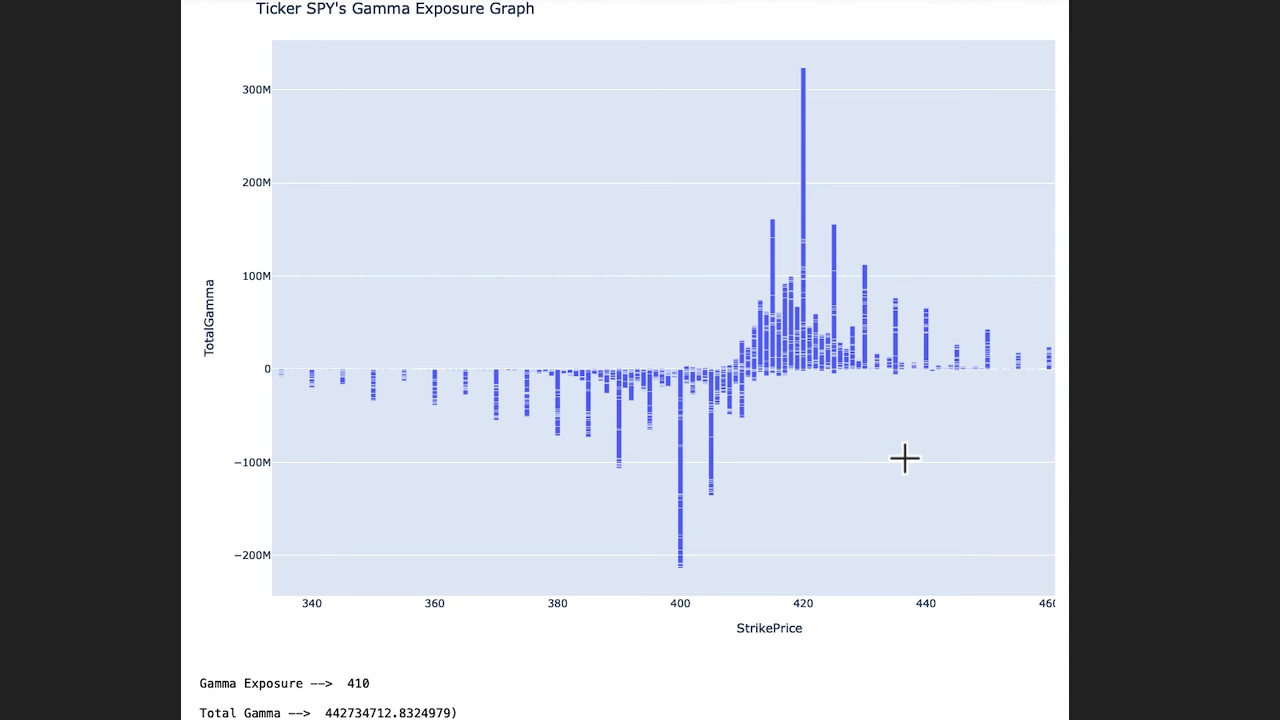 Ticker SPY's Gamma Exposure Graph
300M
200M
100M
0
−100M
−200M
TotalGamma
340 360 380 400 420 440 460
StrikePrice
Gamma Exposure --> 410
Total Gamma --> 442734712.8324979)